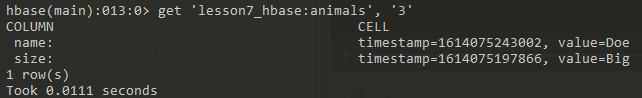 hbase(main):013:0> get 'lesson7_hbase:animals', '3'
COLUMN CELL
name: timestamp=1614075243002, value=Doe
size: timestamp=1614075197866, value=Big
1 row(s)
Took 0.0111 seconds